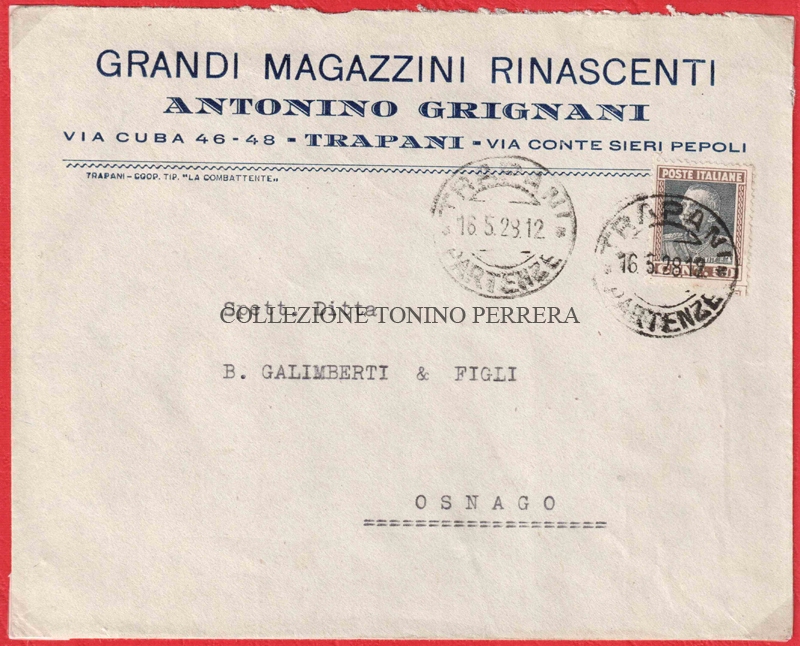 GRANDI MAGAZZINI RINASCENTI
ANTONINO GRIGNANI
VIA CUBA 46-48 - TRAPANI - VIA CONTE SIERI PEPOLI
TRAPANI - COOP. TIP. "LA COMBATTENTE"
POSTE ITALIANE
TRAPANI
16.5.28.12
PARTENZE
TRAPANI
16.5.28.12
PARTENZE
Spett. Ditta
COLLEZIONE TONINO PERRERA
B. GALIMBERTI & FIGLI
OSNAGO